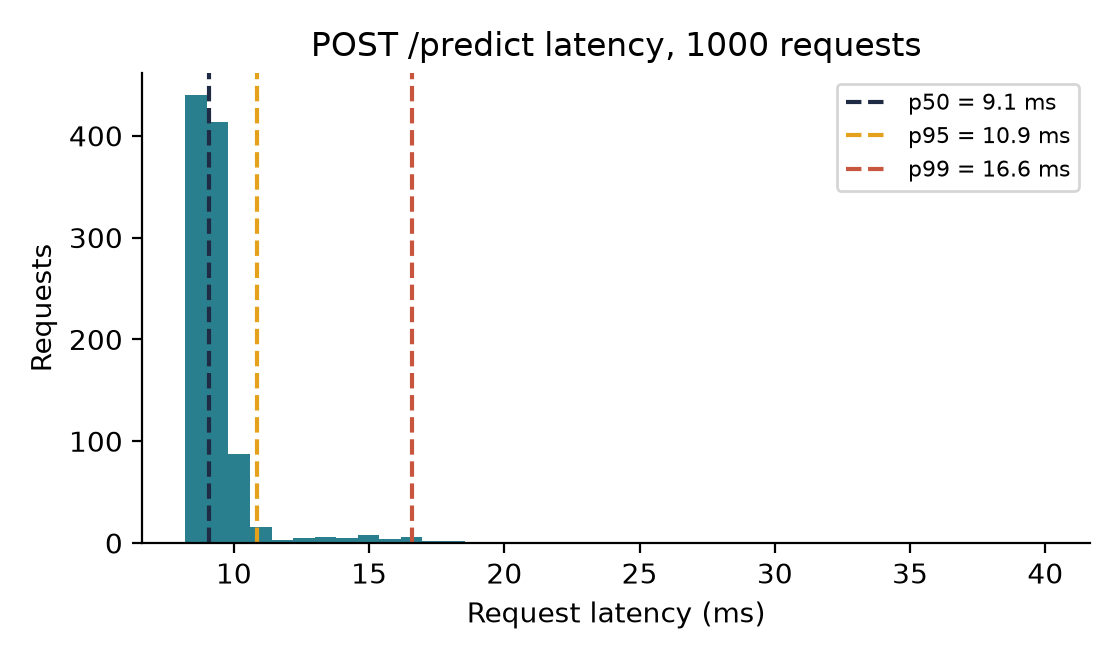 POST /predict latency, 1000 requests
p50 = 9.1 ms
p95 = 10.9 ms
p99 = 16.6 ms
Requests
400
300
200
100
0
10 15 20 25 30 35 40
Request latency (ms)